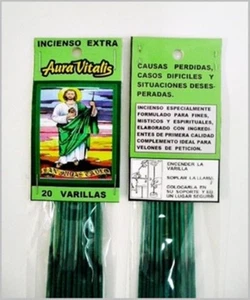 INCIENSO EXTRA
Aura Vitalis
SAN JUDAS TADEO
20 VARILLAS
CAUSAS PERDIDAS,
CASOS DIFICILES Y
SITUACIONES DESES-
PERADAS.
INCIENSO ESPECIALMENTE
FORMULADO PARA FINES,
MISTICOS Y ESPIRITUALES,
ELABORADO CON INGREDI-
ENTES DE PRIMERA CALIDAD
COMPLEMENTO IDEAL PARA
VELONES DE PETICION.
ENCENDER LA
VARILLA
SOPLAR LA LLAMA
COLOCARLA EN
SU SOPORTE Y EN
UN LUGAR SEGURO